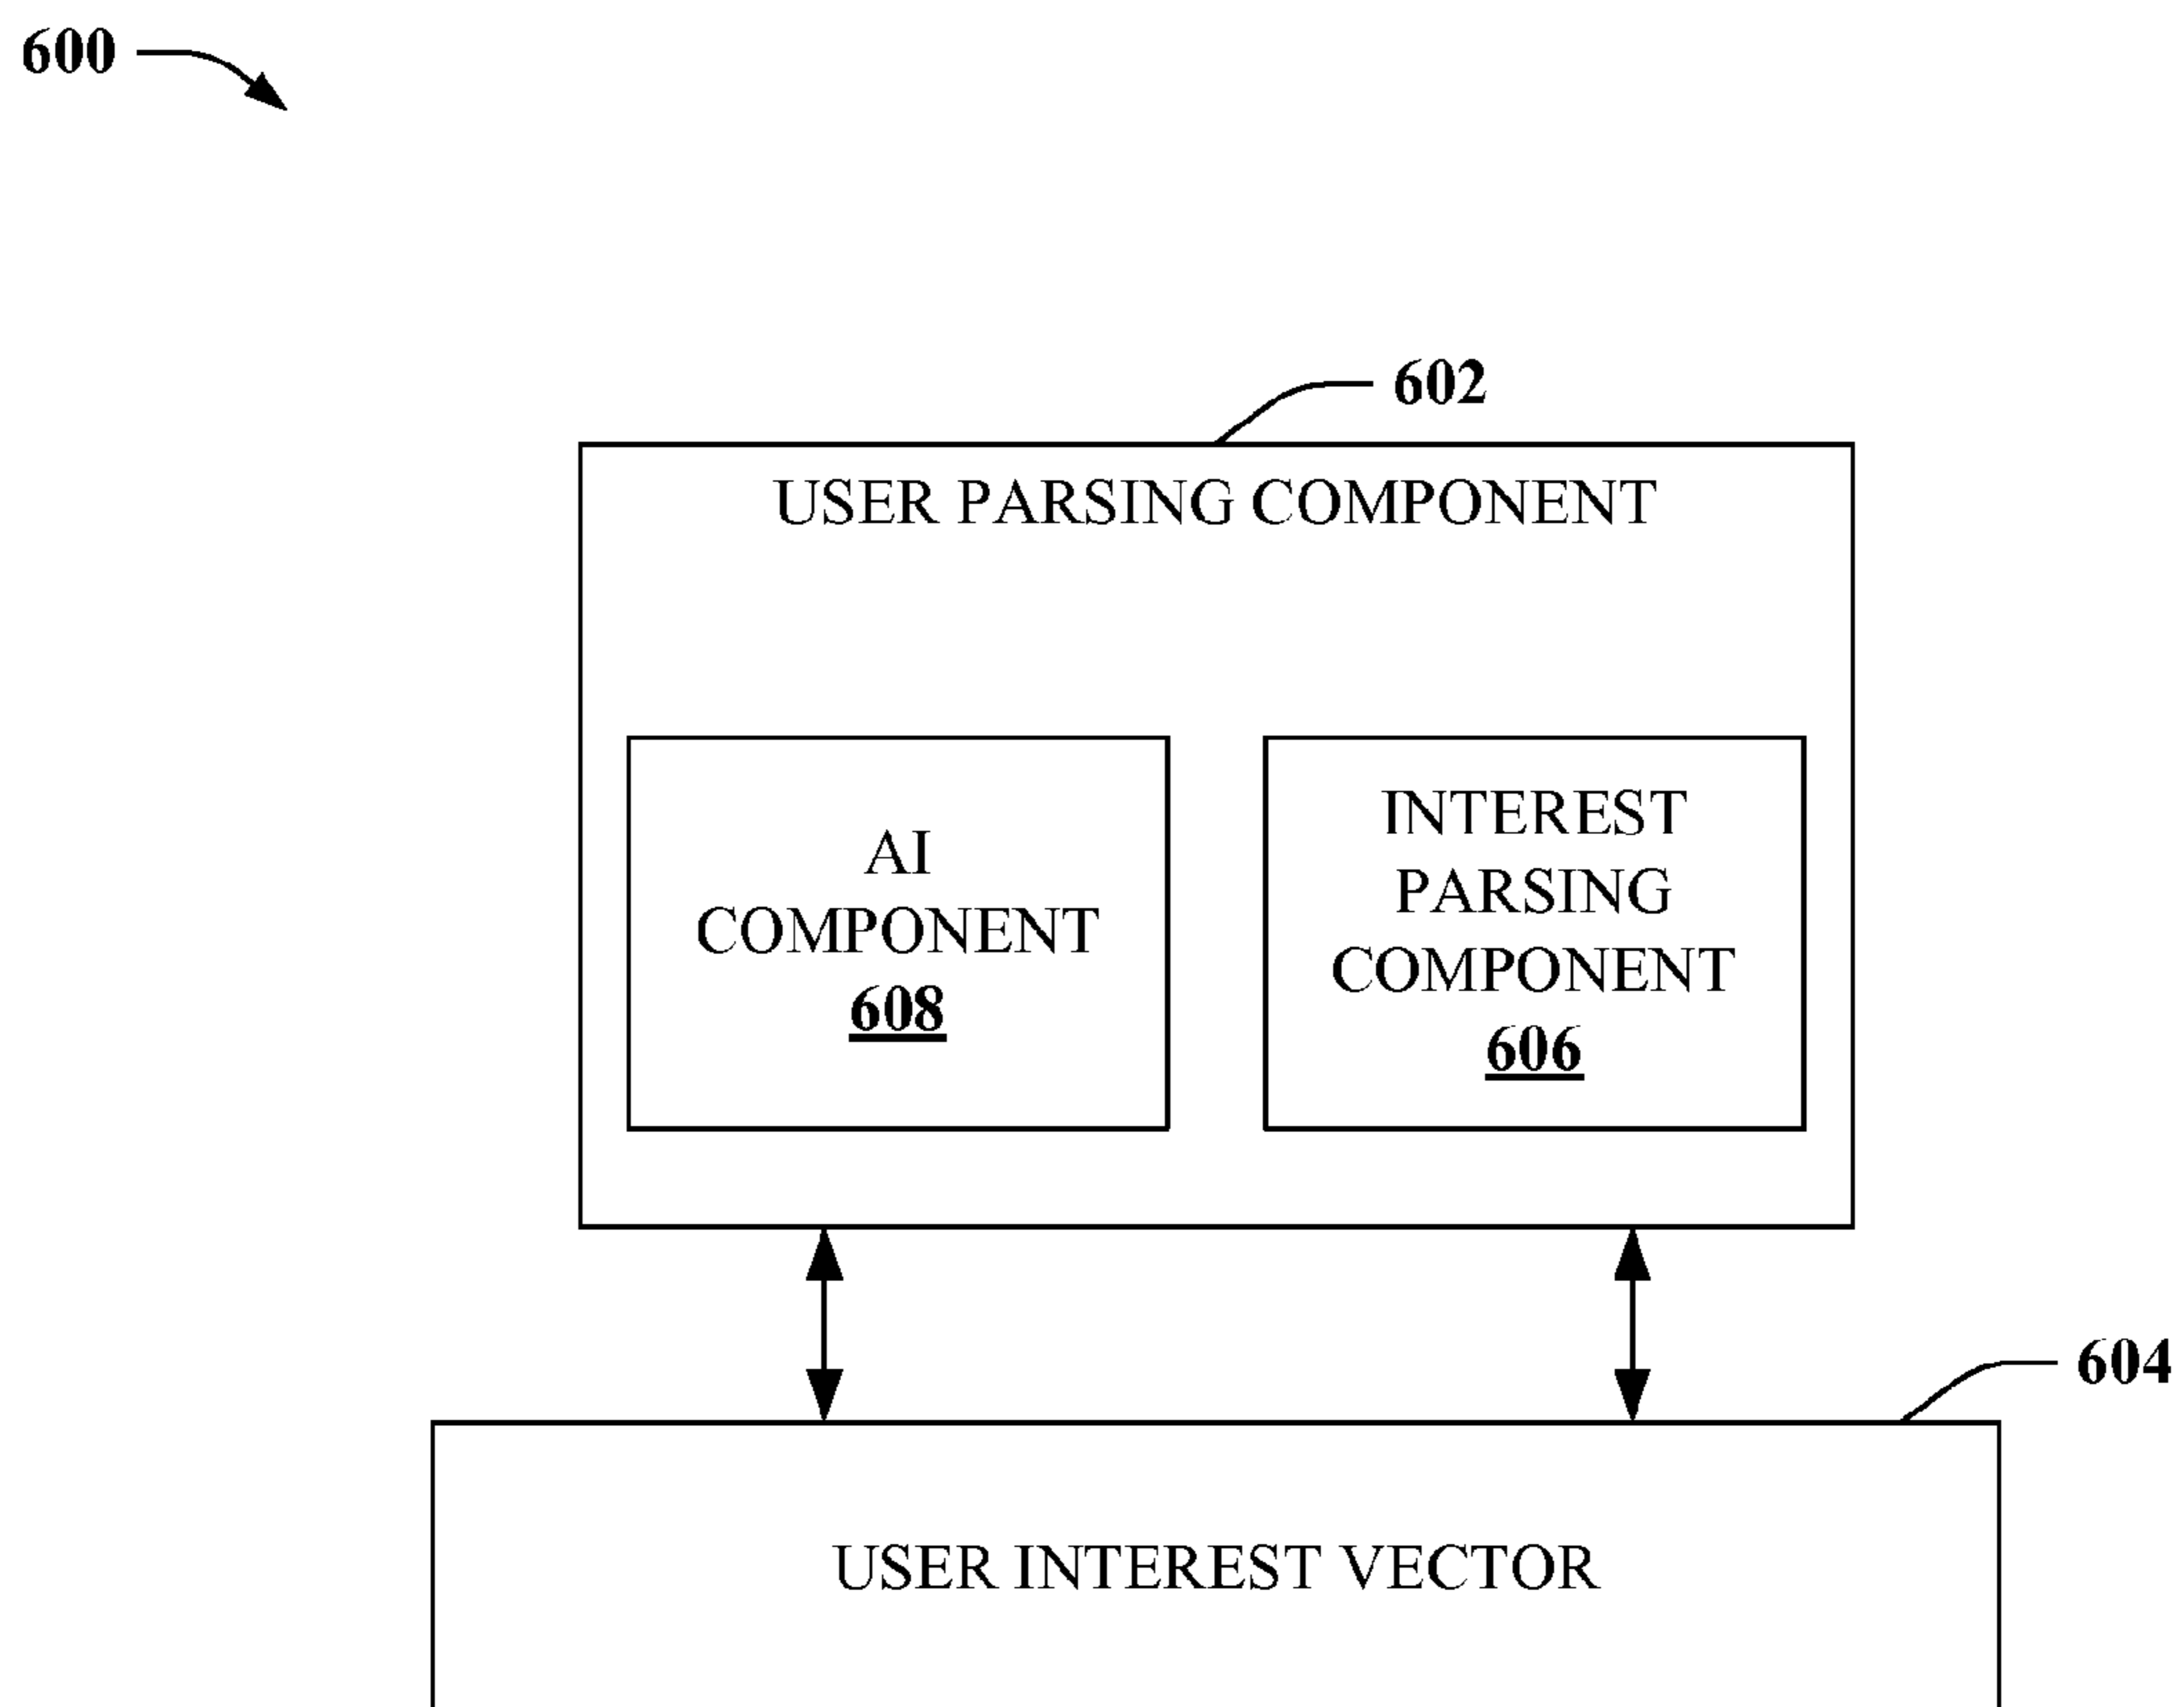 600
602
USER PARSING COMPONENT
AI
COMPONENT
608
INTEREST
PARSING
COMPONENT
606
604
USER INTEREST VECTOR